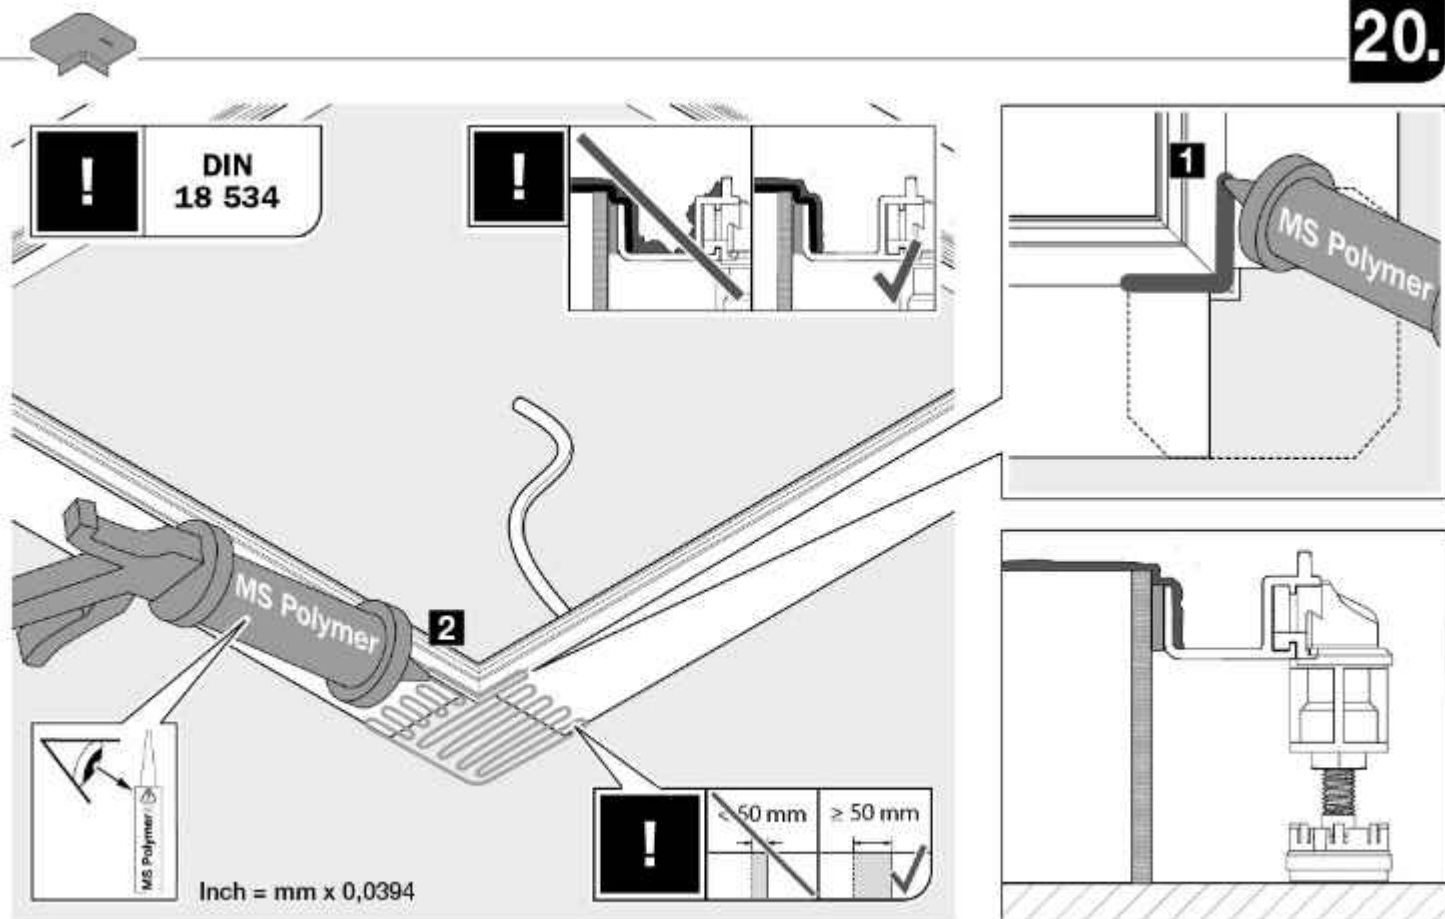 20.
!
DIN
18 534
!
1
MS Polymer
MS Polymer
2
MS Polymer
!
< 50 mm
≥ 50 mm
Inch = mm x 0,0394